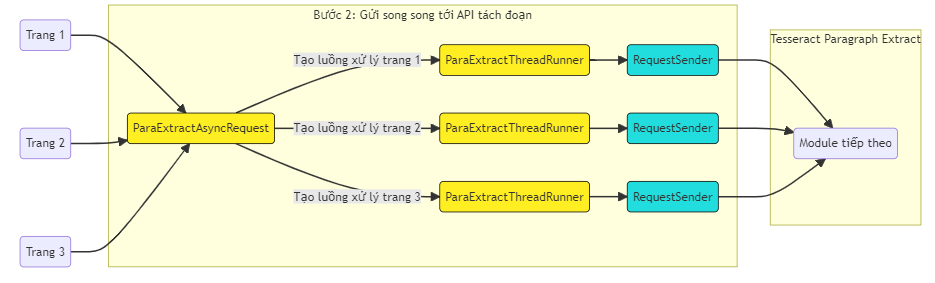 Bước 2: Gửi song song tới API tách đoạn
Trang 1
Tesseract Paragraph Extract
Tạo luồng xử lý trang 1
ParaExtractThreadRunner
RequestSender
Trang 2
ParaExtractAsyncRequest
Tạo luồng xử lý trang 2
ParaExtractThreadRunner
RequestSender
Module tiếp theo
Tạo luồng xử lý trang 3
ParaExtractThreadRunner
RequestSender
Trang 3